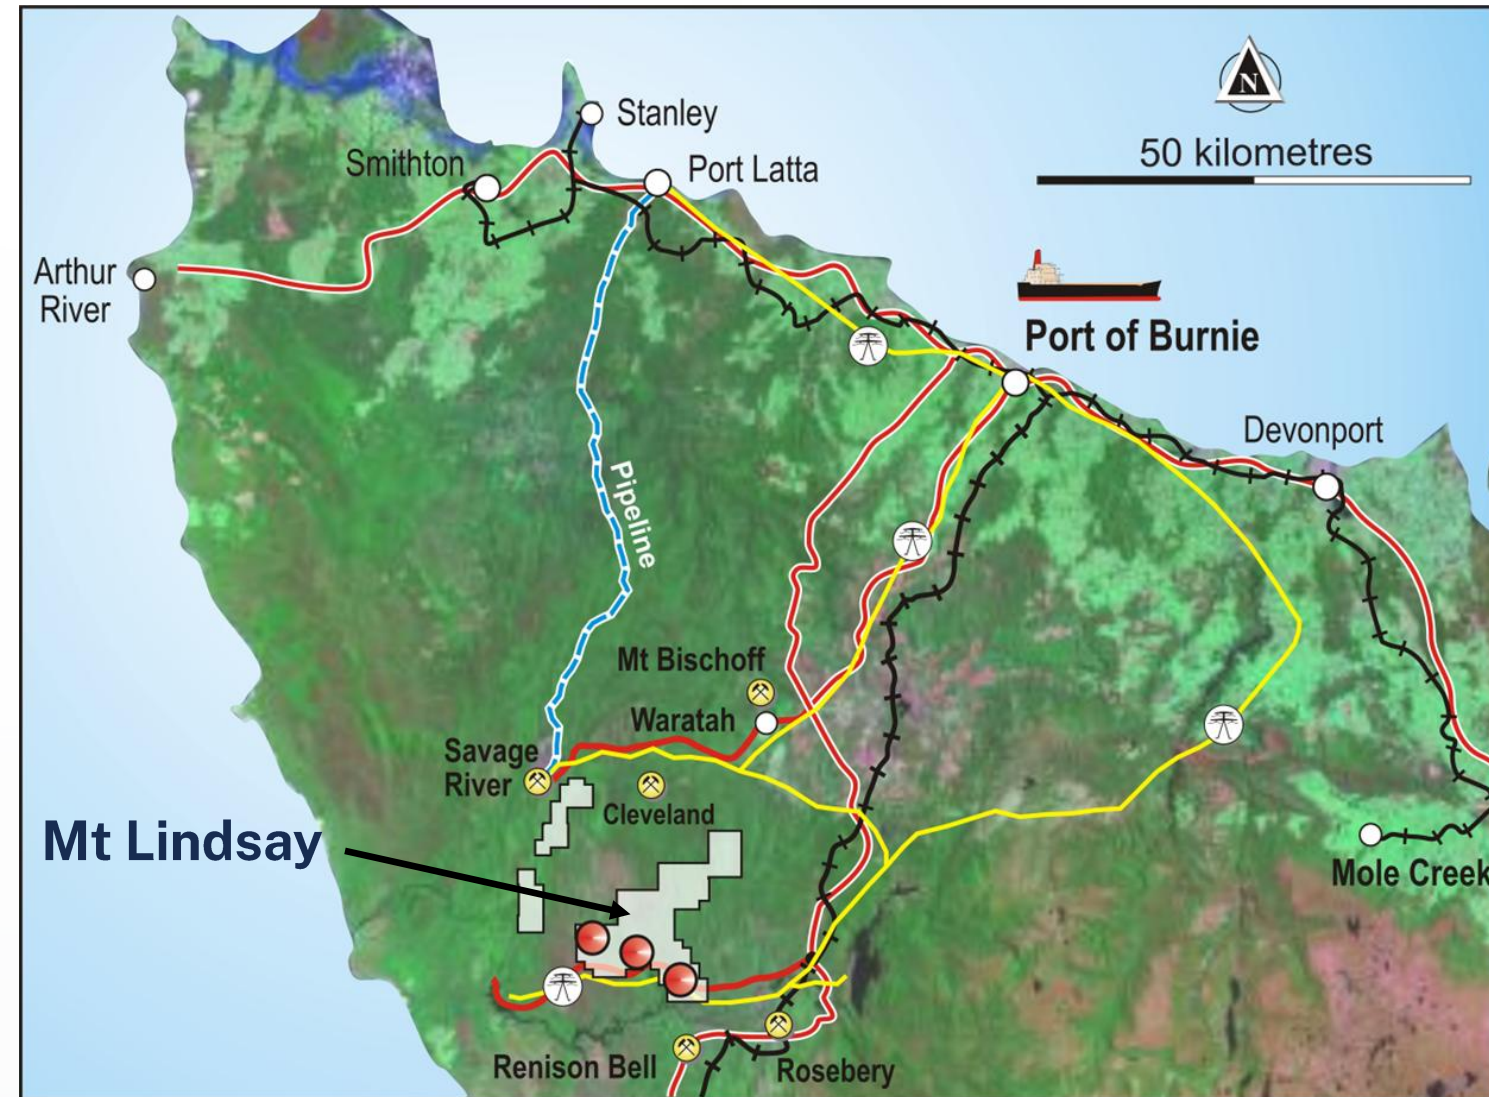 N
50 kilometres
Stanley
Smithton
Port Latta
Arthur
River
Port of Burnie
Devonport
Pipeline
Mt Bischoff
Waratah
Savage
River
Cleveland
Mt Lindsay
Mole Creek
Renison Bell
Rosebery